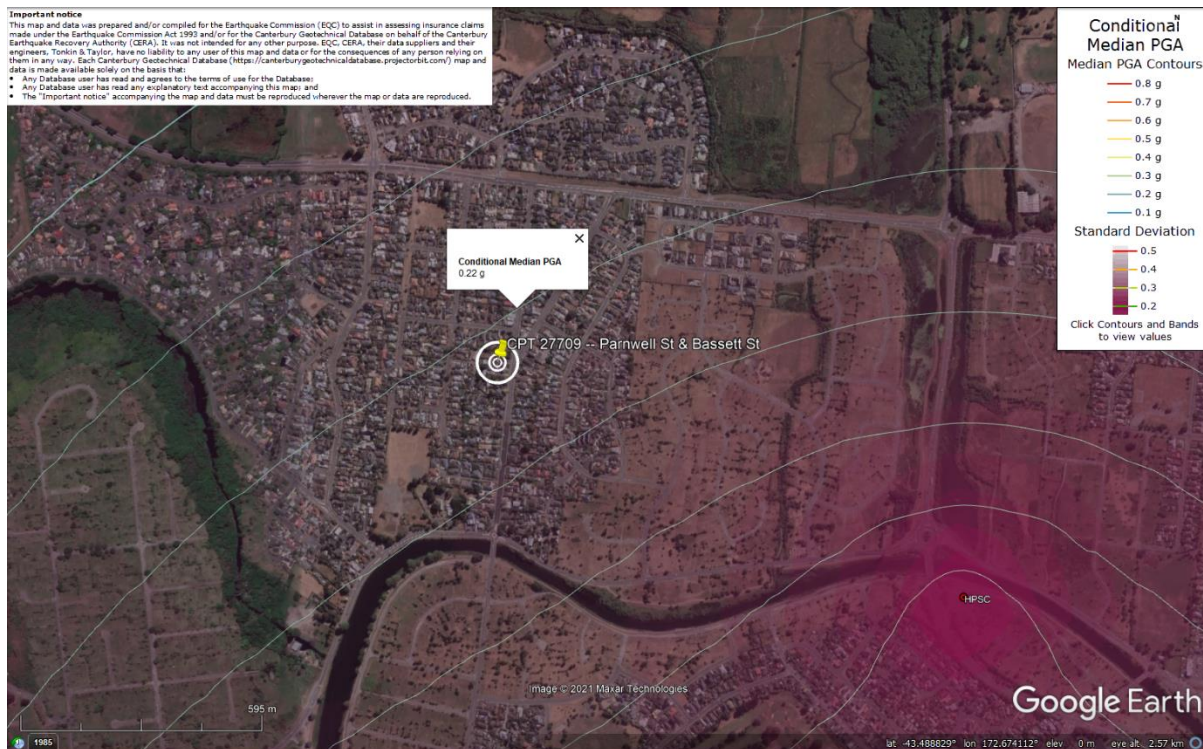 Important notice
This map and data was prepared and/or compiled for the Earthquake Commission (EQC) to assist in assessing insurance claims
made under the Earthquake Commission Act 1993 and/or for the Canterbury Geotechnical Database on behalf of the Canterbury
Earthquake Recovery Authority (CERA). It was not intended for any other purpose. EQC, CERA, their data suppliers and their
engineers, Tonkin & Taylor, have no liability to any user of this map and data or for the consequences of any person relying on
them in any way. Each Canterbury Geotechnical Database (https://canterburygeotechnicaldatabase.projectorbit.com/) map and
data is made available solely on the basis that:
• Any Database user has read and agrees to the terms of use for the Database;
• Any Database user has read any explanatory text accompanying this map; and
• The "Important notice" accompanying the map and data must be reproduced wherever the map or data are reproduced.
N
Conditional
Median PGA
Median PGA Contours
0.8 g
0.7 g
0.6 g
0.5 g
0.4 g
0.3 g
0.2 g
0.1 g
Standard Deviation
0.5
0.4
0.3
0.2
Click Contours and Bands
to view values
Conditional Median PGA
0.22 g
CPT 27709 -- Parnwell St & Bassett St
HPSC
Image © 2021 Maxar Technologies
595 m
Google Earth
1985
lat -43.488829° lon 172.674112° elev 0 m eye alt 2.57 km